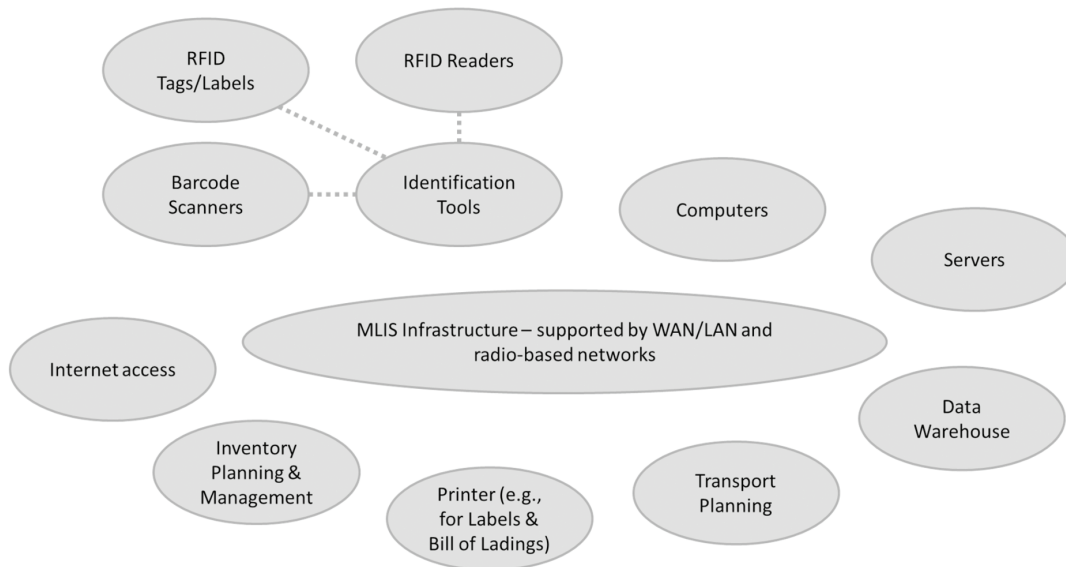 RFID
Tags/Labels
RFID Readers
Barcode
Scanners
Identification
Tools
Computers
Servers
MLIS Infrastructure – supported by WAN/LAN and
radio-based networks
Internet access
Data
Warehouse
Inventory
Planning &
Management
Printer (e.g.,
for Labels &
Bill of Ladings)
Transport
Planning